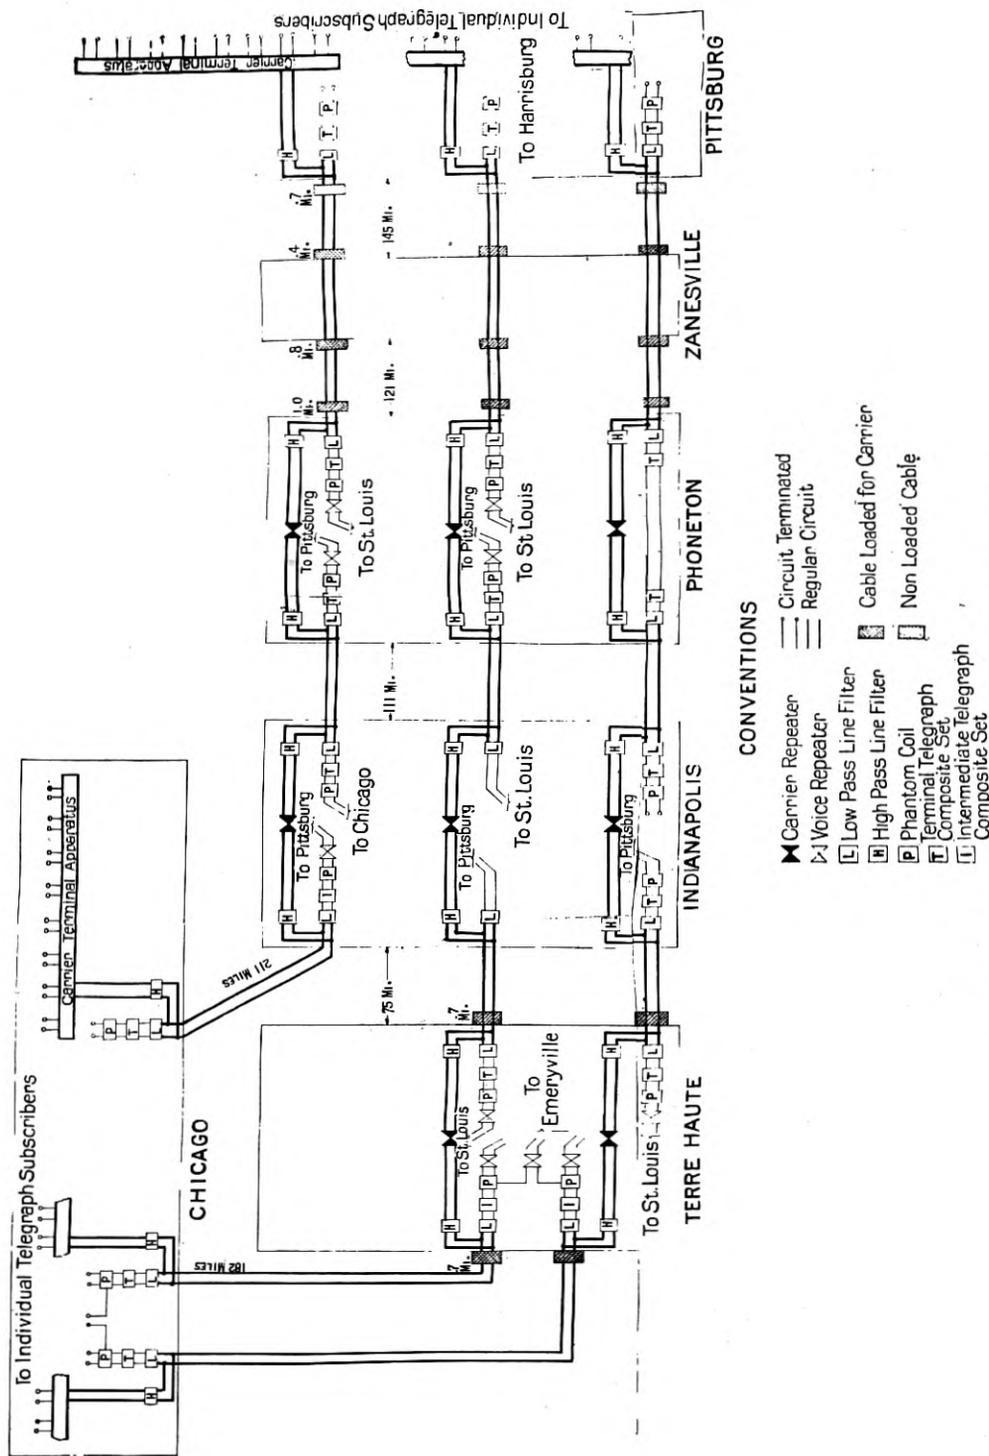 To Individual Telegraph Subscribers
Carrier Terminal Apparatus
H
L T P
.7
Mi.
.4
Mi.
.8
Mi.
1.0
Mi.
145 Mi.
121 Mi.
H
L T P
To Harrisburg
H
L T P
PITTSBURG
ZANESVILLE
H H
To Pittsburg
L T P P T L
To St. Louis
H H
To Pittsburg
L T P P T L
To St Louis
H H
T L
L T
PHONETON
111 Mi.
H H
To Pittsburg
L I P P T L
To Chicago
H H
To Pittsburg
L L
To St. Louis
H H
To Pittsburg
L T P P T L
INDIANAPOLIS
211 MILES
75 Mi.
.7
Mi.
Carrier Terminal Apparatus
H
P T L
To Individual Telegraph Subscribers
CHICAGO
H
P T L
182 MILES
P T L
H
.7
Mi.
H H
To St. Louis
L I P P T L
To
Emeryville
L I P
H H
To St. Louis
P T L
TERRE HAUTE
CONVENTIONS
Carrier Repeater
Voice Repeater
L Low Pass Line Filter
H High Pass Line Filter
P Phantom Coil
T Terminal Telegraph
Composite Set
I Intermediate Telegraph
Composite Set
Circuit Terminated
Regular Circuit
Cable Loaded for Carrier
Non Loaded Cable